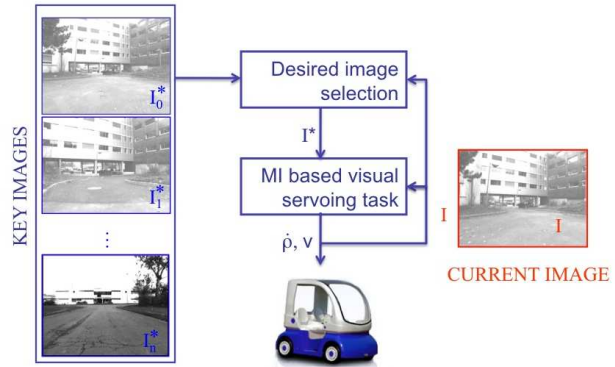 KEY IMAGES
I₀*
I₁*
⋮
Iₙ*
Desired image
selection
I*
MI based visual
servoing task
ρ̇, v
I
I
CURRENT IMAGE